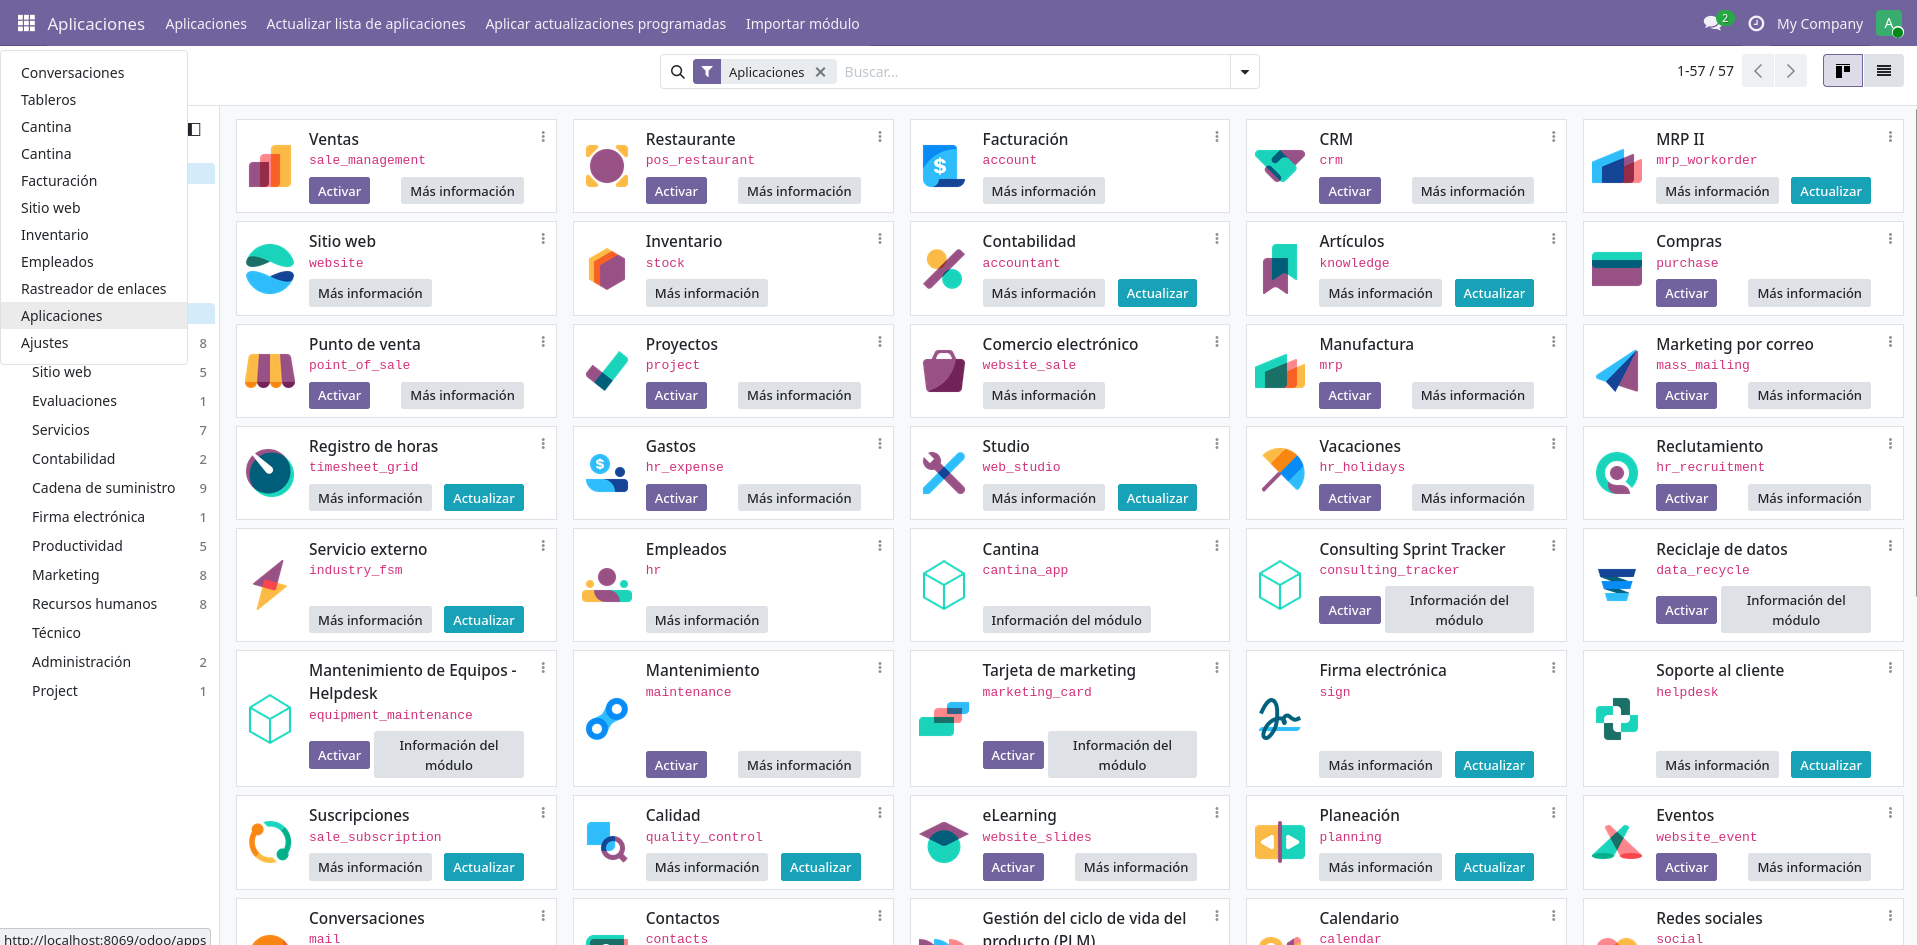 Aplicaciones
Aplicaciones
Actualizar lista de aplicaciones
Aplicar actualizaciones programadas
Importar módulo
2
My Company
A
Aplicaciones
Buscar...
1-57 / 57
Conversaciones
Tableros
Cantina
Cantina
Facturación
Sitio web
Inventario
Empleados
Rastreador de enlaces
Aplicaciones
Ajustes
8
Sitio web 5
Evaluaciones 1
Servicios 7
Contabilidad 2
Cadena de suministro 9
Firma electrónica 1
Productividad 5
Marketing 8
Recursos humanos 8
Técnico
Administración 2
Project 1
Ventas
sale_management
Activar Más información
Restaurante
pos_restaurant
Activar Más información
Facturación
account
Más información
CRM
crm
Activar Más información
MRP II
mrp_workorder
Más información Actualizar
Sitio web
website
Más información
Inventario
stock
Más información
Contabilidad
accountant
Más información Actualizar
Artículos
knowledge
Más información Actualizar
Compras
purchase
Activar Más información
Punto de venta
point_of_sale
Activar Más información
Proyectos
project
Activar Más información
Comercio electrónico
website_sale
Más información
Manufactura
mrp
Activar Más información
Marketing por correo
mass_mailing
Activar Más información
Registro de horas
timesheet_grid
Más información Actualizar
Gastos
hr_expense
Activar Más información
Studio
web_studio
Más información Actualizar
Vacaciones
hr_holidays
Activar Más información
Reclutamiento
hr_recruitment
Activar Más información
Servicio externo
industry_fsm
Más información Actualizar
Empleados
hr
Más información
Cantina
cantina_app
Información del módulo
Consulting Sprint Tracker
consulting_tracker
Activar Información del
módulo
Reciclaje de datos
data_recycle
Activar Información del
módulo
Mantenimiento de Equipos -
Helpdesk
equipment_maintenance
Activar Información del
módulo
Mantenimiento
maintenance
Activar Más información
Tarjeta de marketing
marketing_card
Activar Información del
módulo
Firma electrónica
sign
Más información Actualizar
Soporte al cliente
helpdesk
Más información Actualizar
Suscripciones
sale_subscription
Más información Actualizar
Calidad
quality_control
Más información Actualizar
eLearning
website_slides
Activar Más información
Planeación
planning
Más información Actualizar
Eventos
website_event
Activar Más información
Conversaciones
mail
Contactos
contacts
Gestión del ciclo de vida del
producto (PLM)
Calendario
calendar
Redes sociales
social
http://localhost:8069/odoo/apps